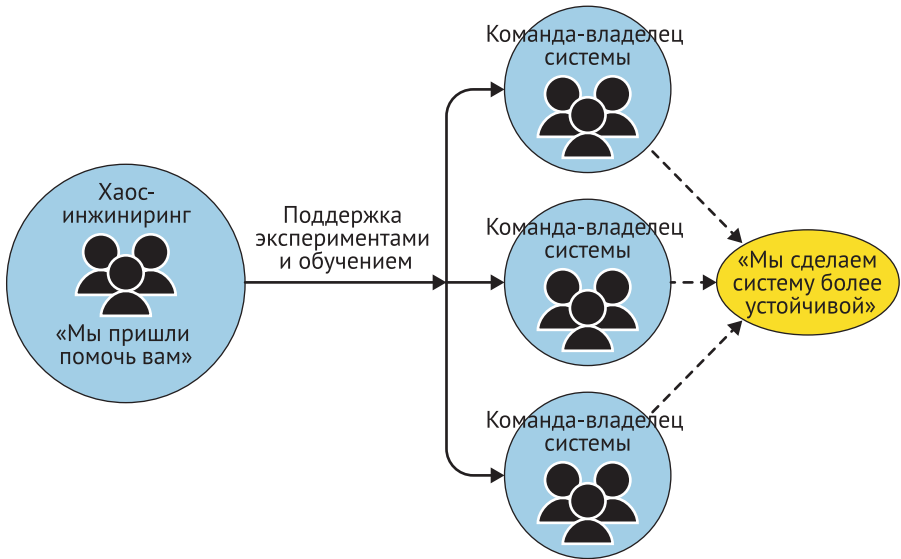 Хаос-
инжиниринг
«Мы пришли
помочь вам»
Поддержка
экспериментами
и обучением
Команда-владелец
системы
Команда-владелец
системы
Команда-владелец
системы
«Мы сделаем
систему более
устойчивой»